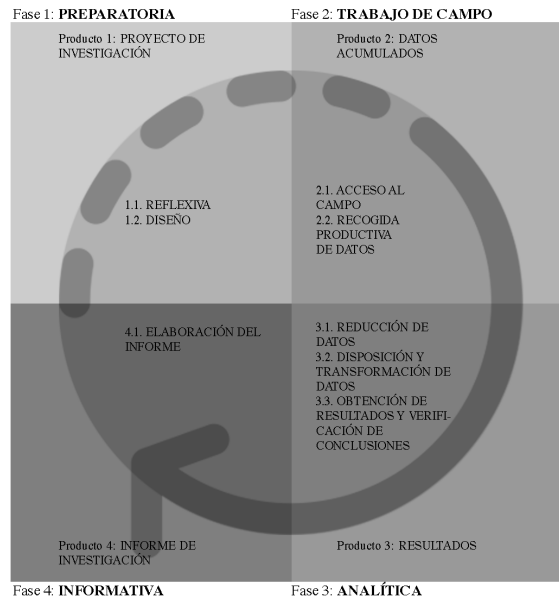 Fase 1: PREPARATORIA
Fase 2: TRABAJO DE CAMPO
Producto 1: PROYECTO DE
INVESTIGACIÓN
Producto 2: DATOS
ACUMULADOS
1.1. REFLEXIVA
1.2. DISEÑO
2.1. ACCESO AL
CAMPO
2.2. RECOGIDA
PRODUCTIVA
DE DATOS
4.1. ELABORACIÓN DEL
INFORME
3.1. REDUCCIÓN DE
DATOS
3.2. DISPOSICIÓN Y
TRANSFORMACIÓN DE
DATOS
3.3. OBTENCIÓN DE
RESULTADOS Y VERIFI-
CACIÓN DE
CONCLUSIONES
Producto 4: INFORME DE
INVESTIGACIÓN
Producto 3: RESULTADOS
Fase 4: INFORMATIVA
Fase 3: ANALÍTICA